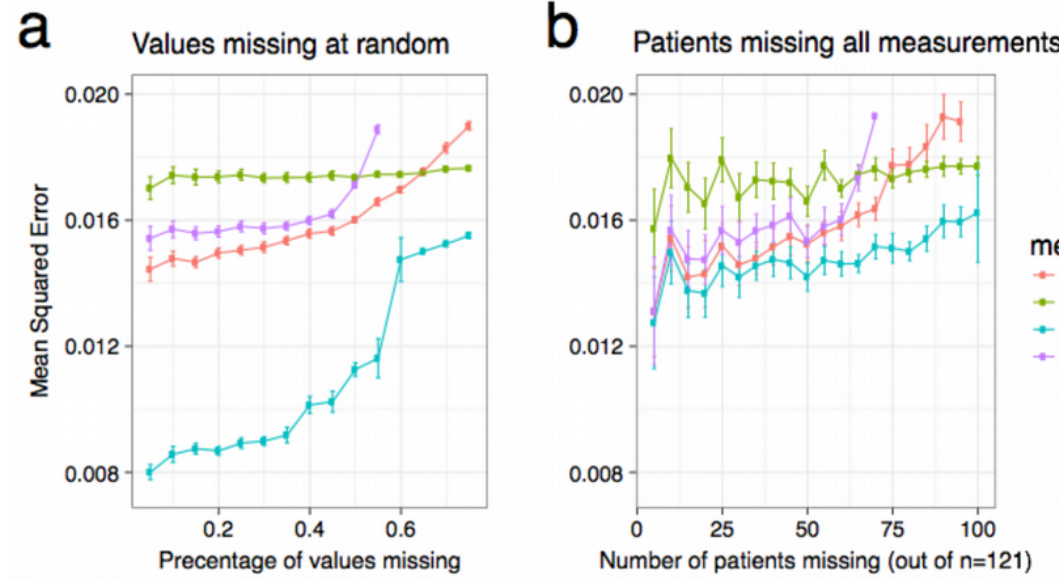 a
Values missing at random
Mean Squared Error
0.020
0.016
0.012
0.008
0.2
0.4
0.6
Precentage of values missing
b
Patients missing all measurements
0.020
0.016
0.012
0.008
0
25
50
75
100
Number of patients missing (out of n=121)
me